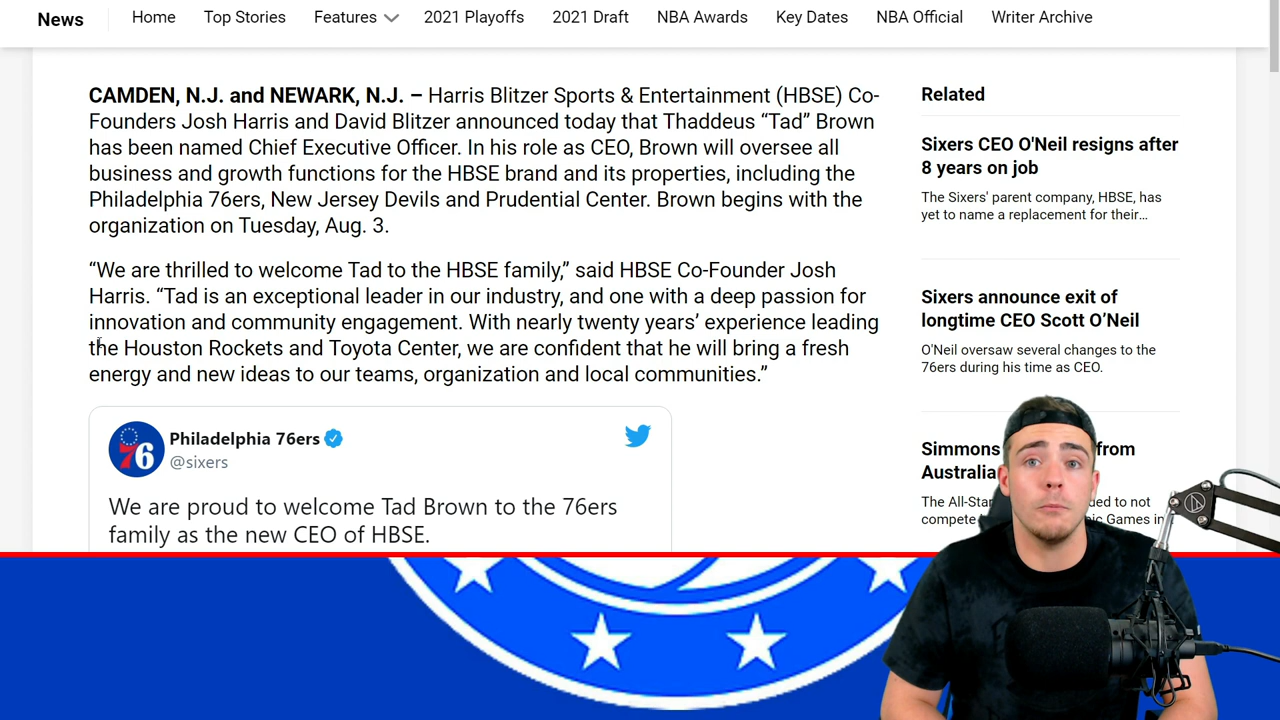 News
Home
Top Stories
Features
2021 Playoffs
2021 Draft
NBA Awards
Key Dates
NBA Official
Writer Archive
CAMDEN, N.J. and NEWARK, N.J. – Harris Blitzer Sports & Entertainment (HBSE) Co-
Founders Josh Harris and David Blitzer announced today that Thaddeus “Tad” Brown
has been named Chief Executive Officer. In his role as CEO, Brown will oversee all
business and growth functions for the HBSE brand and its properties, including the
Philadelphia 76ers, New Jersey Devils and Prudential Center. Brown begins with the
organization on Tuesday, Aug. 3.
“We are thrilled to welcome Tad to the HBSE family,” said HBSE Co-Founder Josh
Harris. “Tad is an exceptional leader in our industry, and one with a deep passion for
innovation and community engagement. With nearly twenty years’ experience leading
the Houston Rockets and Toyota Center, we are confident that he will bring a fresh
energy and new ideas to our teams, organization and local communities.”
76
Philadelphia 76ers
@sixers
We are proud to welcome Tad Brown to the 76ers
family as the new CEO of HBSE.
Related
Sixers CEO O'Neil resigns after
8 years on job
The Sixers' parent company, HBSE, has
yet to name a replacement for their...
Sixers announce exit of
longtime CEO Scott O’Neil
O'Neil oversaw several changes to the
76ers during his time as CEO.
Simmons from
Australia
The All-Star to not
compete Games in